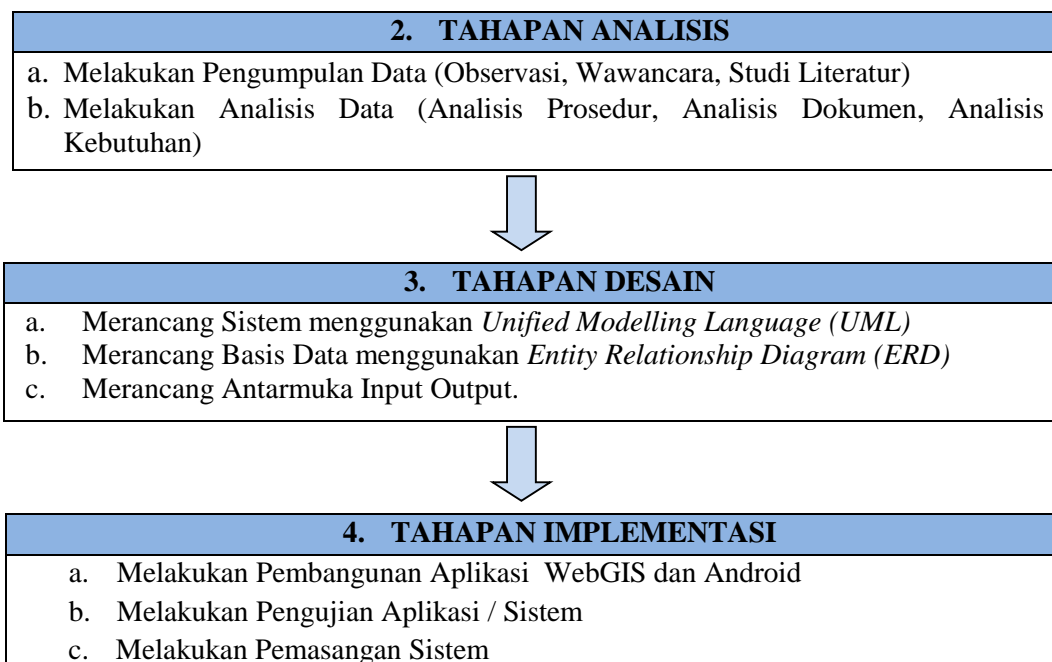 2. TAHAPAN ANALISIS
a. Melakukan Pengumpulan Data (Observasi, Wawancara, Studi Literatur)
b. Melakukan Analisis Data (Analisis Prosedur, Analisis Dokumen, Analisis
Kebutuhan)
3. TAHAPAN DESAIN
a. Merancang Sistem menggunakan Unified Modelling Language (UML)
b. Merancang Basis Data menggunakan Entity Relationship Diagram (ERD)
c. Merancang Antarmuka Input Output.
4. TAHAPAN IMPLEMENTASI
a. Melakukan Pembangunan Aplikasi WebGIS dan Android
b. Melakukan Pengujian Aplikasi / Sistem
c. Melakukan Pemasangan Sistem